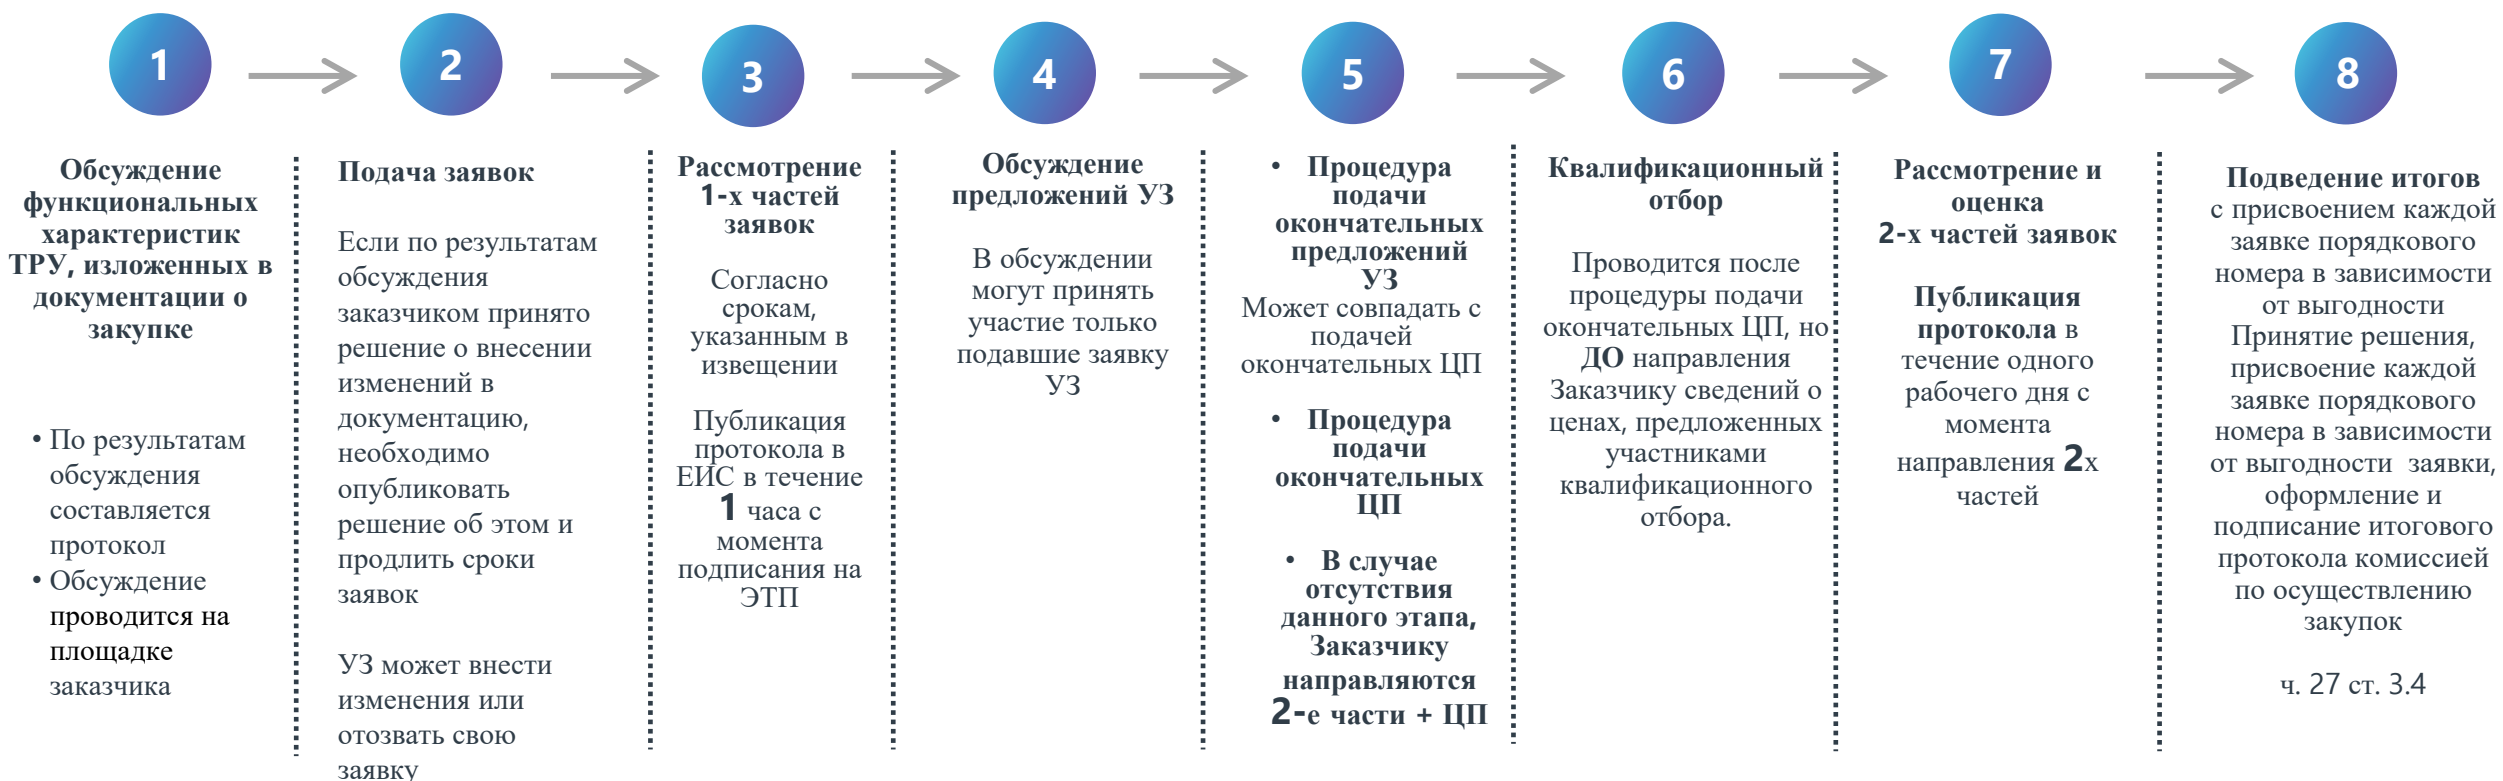 1
2
3
4
5
6
7
8
Обсуждение
функциональных
характеристик
ТРУ, изложенных в
документации о
закупке
• По результатам
обсуждения
составляется
протокол
• Обсуждение
проводится на
площадке
заказчика
Подача заявок
Если по результатам
обсуждения
заказчиком принято
решение о внесении
изменений в
документацию,
необходимо
опубликовать
решение об этом и
продлить сроки
заявок
УЗ может внести
изменения или
отозвать свою
заявку
Рассмотрение
1-х частей
заявок
Согласно
срокам,
указанным в
извещении
Публикация
протокола в
ЕИС в течение
1 часа с
момента
подписания на
ЭТП
Обсуждение
предложений УЗ
В обсуждении
могут принять
участие только
подавшие заявку
УЗ
• Процедура
подачи
окончательных
предложений
УЗ
Может совпадать с
подачей
окончательных ЦП
• Процедура
подачи
окончательных
ЦП
• В случае
отсутствия
данного этапа,
Заказчику
направляются
2-е части + ЦП
Квалификационный
отбор
Проводится после
процедуры подачи
окончательных ЦП, но
ДО направления
Заказчику сведений о
ценах, предложенных
участниками
квалификационного
отбора.
Рассмотрение и
оценка
2-х частей заявок
Публикация
протокола в
течение одного
рабочего дня с
момента
направления 2х
частей
Подведение итогов
с присвоением каждой
заявке порядкового
номера в зависимости
от выгодности
Принятие решения,
присвоение каждой
заявке порядкового
номера в зависимости
от выгодности заявки,
оформление и
подписание итогового
протокола комиссией
по осуществлению
закупок
ч. 27 ст. 3.4